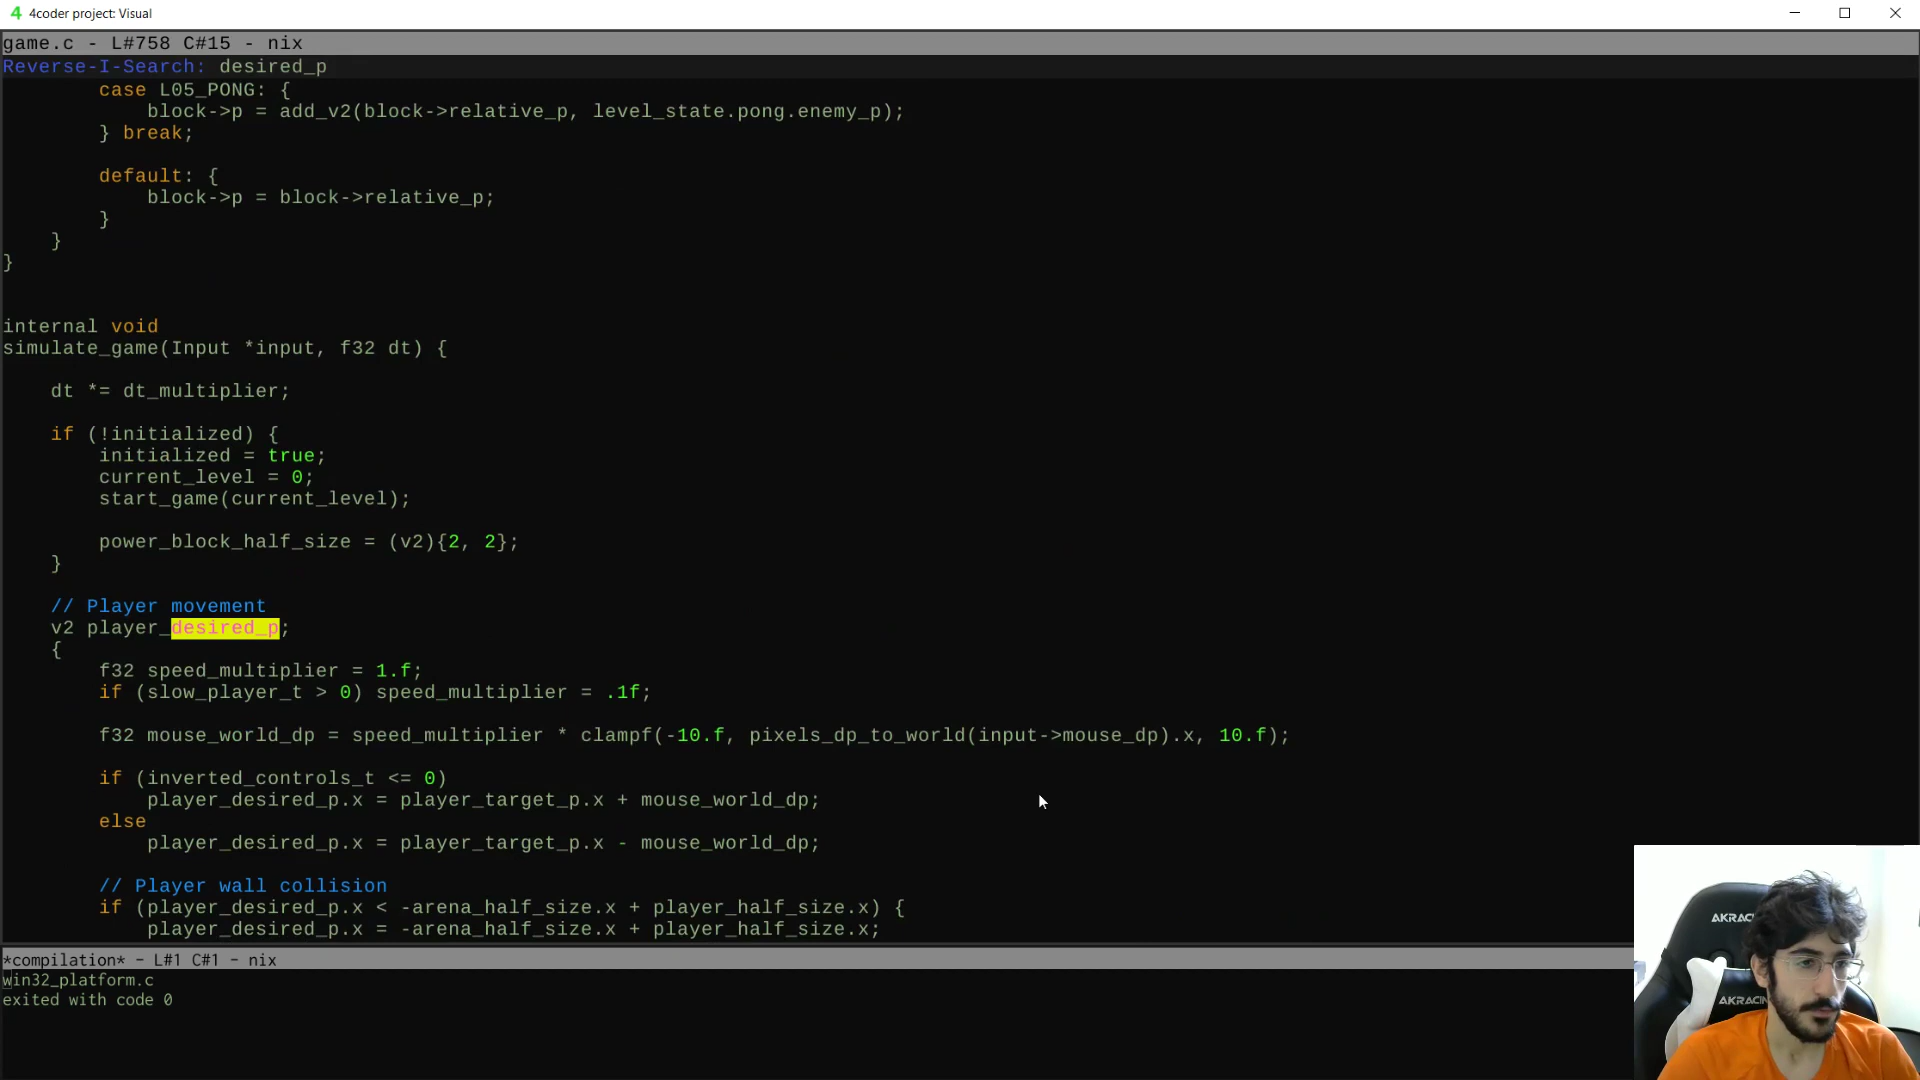 4coder project: Visual
game.c - L#758 C#15 - nix
Reverse-I-Search: desired_p
        case L05_PONG: {
            block->p = add_v2(block->relative_p, level_state.pong.enemy_p);
        } break;
        default: {
            block->p = block->relative_p;
        }
    }
}
internal void
simulate_game(Input *input, f32 dt) {
    dt *= dt_multiplier;
    if (!initialized) {
        initialized = true;
        current_level = 0;
        start_game(current_level);
        power_block_half_size = (v2){2, 2};
    }
    // Player movement
    v2 player_desired_p;
    {
        f32 speed_multiplier = 1.f;
        if (slow_player_t > 0) speed_multiplier = .1f;
        f32 mouse_world_dp = speed_multiplier * clampf(-10.f, pixels_dp_to_world(input->mouse_dp).x, 10.f);
        if (inverted_controls_t <= 0)
            player_desired_p.x = player_target_p.x + mouse_world_dp;
        else
            player_desired_p.x = player_target_p.x - mouse_world_dp;
        // Player wall collision
        if (player_desired_p.x < -arena_half_size.x + player_half_size.x) {
            player_desired_p.x = -arena_half_size.x + player_half_size.x;
*compilation* - L#1 C#1 - nix
win32_platform.c
exited with code 0